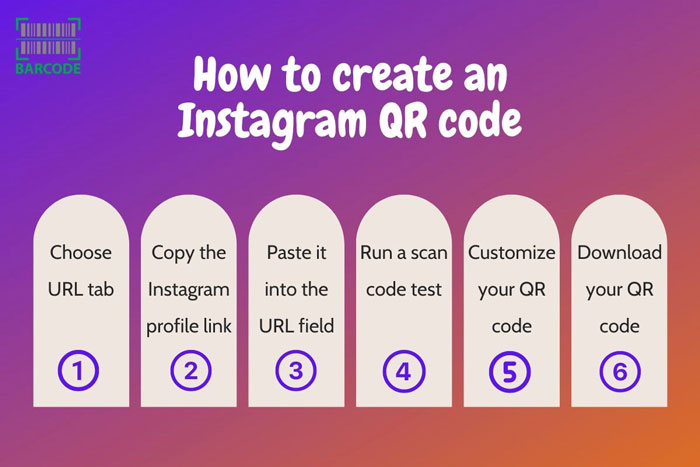 BARCODE
How to create an
Instagram QR code
Choose
URL tab
1
Copy the
Instagram
profile link
2
Paste it
into the
URL field
3
Run a scan
code test
4
Customize
your QR
code
5
Download
your QR
code
6